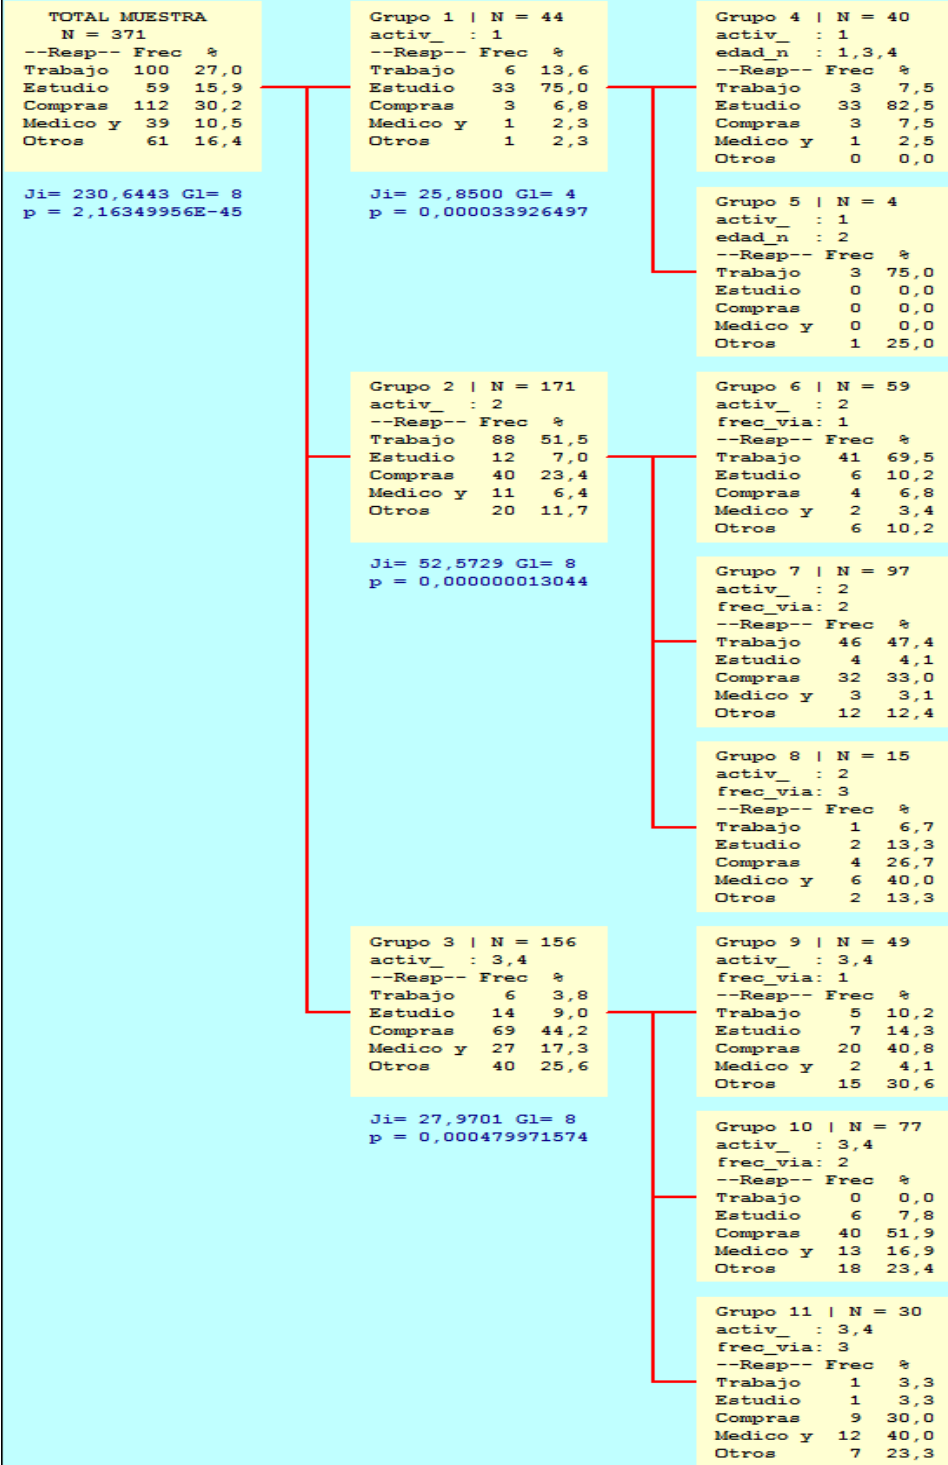 TOTAL MUESTRA
N = 371
--Resp-- Frec %
Trabajo 100 27,0
Estudio 59 15,9
Compras 112 30,2
Medico y 39 10,5
Otros 61 16,4
Ji= 230,6443 Gl= 8
p = 2,16349956E-45
Grupo 1 | N = 44
activ_ : 1
--Resp-- Frec %
Trabajo 6 13,6
Estudio 33 75,0
Compras 3 6,8
Medico y 1 2,3
Otros 1 2,3
Ji= 25,8500 Gl= 4
p = 0,000033926497
Grupo 4 | N = 40
activ_ : 1
edad_n : 1,3,4
--Resp-- Frec %
Trabajo 3 7,5
Estudio 33 82,5
Compras 3 7,5
Medico y 1 2,5
Otros 0 0,0
Grupo 5 | N = 4
activ_ : 1
edad_n : 2
--Resp-- Frec %
Trabajo 3 75,0
Estudio 0 0,0
Compras 0 0,0
Medico y 0 0,0
Otros 1 25,0
Grupo 2 | N = 171
activ_ : 2
--Resp-- Frec %
Trabajo 88 51,5
Estudio 12 7,0
Compras 40 23,4
Medico y 11 6,4
Otros 20 11,7
Ji= 52,5729 Gl= 8
p = 0,000000013044
Grupo 6 | N = 59
activ_ : 2
frec_via: 1
--Resp-- Frec %
Trabajo 41 69,5
Estudio 6 10,2
Compras 4 6,8
Medico y 2 3,4
Otros 6 10,2
Grupo 7 | N = 97
activ_ : 2
frec_via: 2
--Resp-- Frec %
Trabajo 46 47,4
Estudio 4 4,1
Compras 32 33,0
Medico y 3 3,1
Otros 12 12,4
Grupo 8 | N = 15
activ_ : 2
frec_via: 3
--Resp-- Frec %
Trabajo 1 6,7
Estudio 2 13,3
Compras 4 26,7
Medico y 6 40,0
Otros 2 13,3
Grupo 3 | N = 156
activ_ : 3,4
--Resp-- Frec %
Trabajo 6 3,8
Estudio 14 9,0
Compras 69 44,2
Medico y 27 17,3
Otros 40 25,6
Ji= 27,9701 Gl= 8
p = 0,000479971574
Grupo 9 | N = 49
activ_ : 3,4
frec_via: 1
--Resp-- Frec %
Trabajo 5 10,2
Estudio 7 14,3
Compras 20 40,8
Medico y 2 4,1
Otros 15 30,6
Grupo 10 | N = 77
activ_ : 3,4
frec_via: 2
--Resp-- Frec %
Trabajo 0 0,0
Estudio 6 7,8
Compras 40 51,9
Medico y 13 16,9
Otros 18 23,4
Grupo 11 | N = 30
activ_ : 3,4
frec_via: 3
--Resp-- Frec %
Trabajo 1 3,3
Estudio 1 3,3
Compras 9 30,0
Medico y 12 40,0
Otros 7 23,3